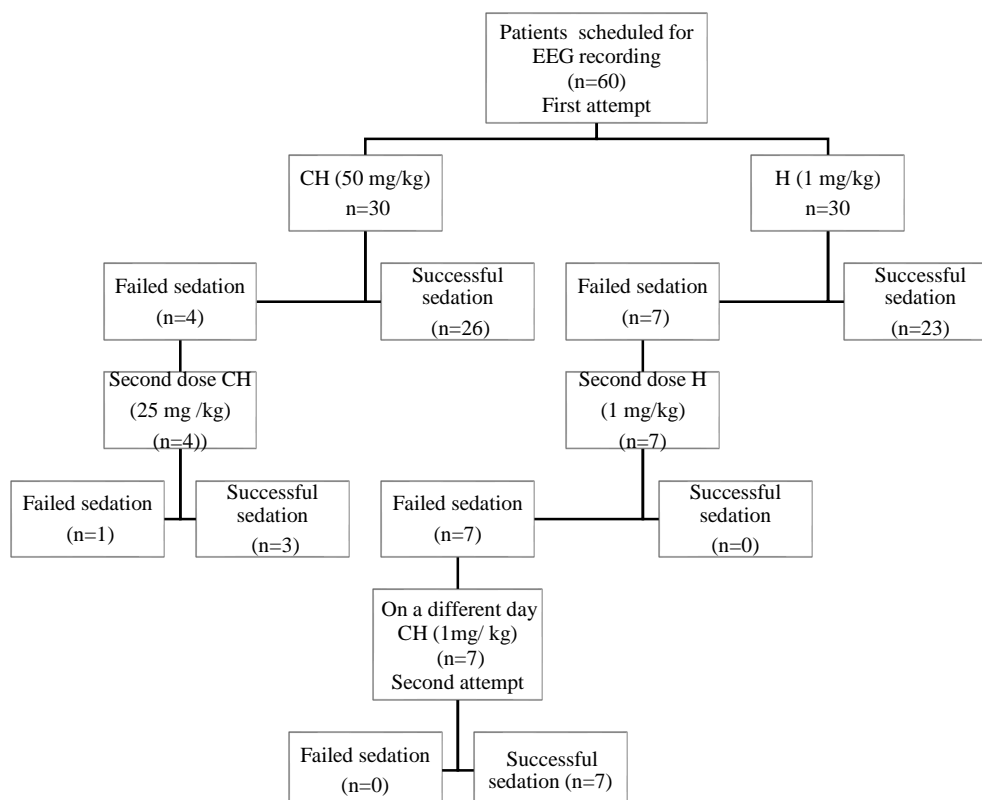 Patients scheduled for
EEG recording
(n=60)
First attempt
CH (50 mg/kg)
n=30
H (1 mg/kg)
n=30
Failed sedation
(n=4)
Successful
sedation
(n=26)
Failed sedation
(n=7)
Successful
sedation
(n=23)
Second dose CH
(25 mg /kg)
(n=4))
Second dose H
(1 mg/kg)
(n=7)
Failed sedation
(n=1)
Successful
sedation
(n=3)
Failed sedation
(n=7)
Successful
sedation
(n=0)
On a different day
CH (1mg/ kg)
(n=7)
Second attempt
Failed sedation
(n=0)
Successful
sedation (n=7)